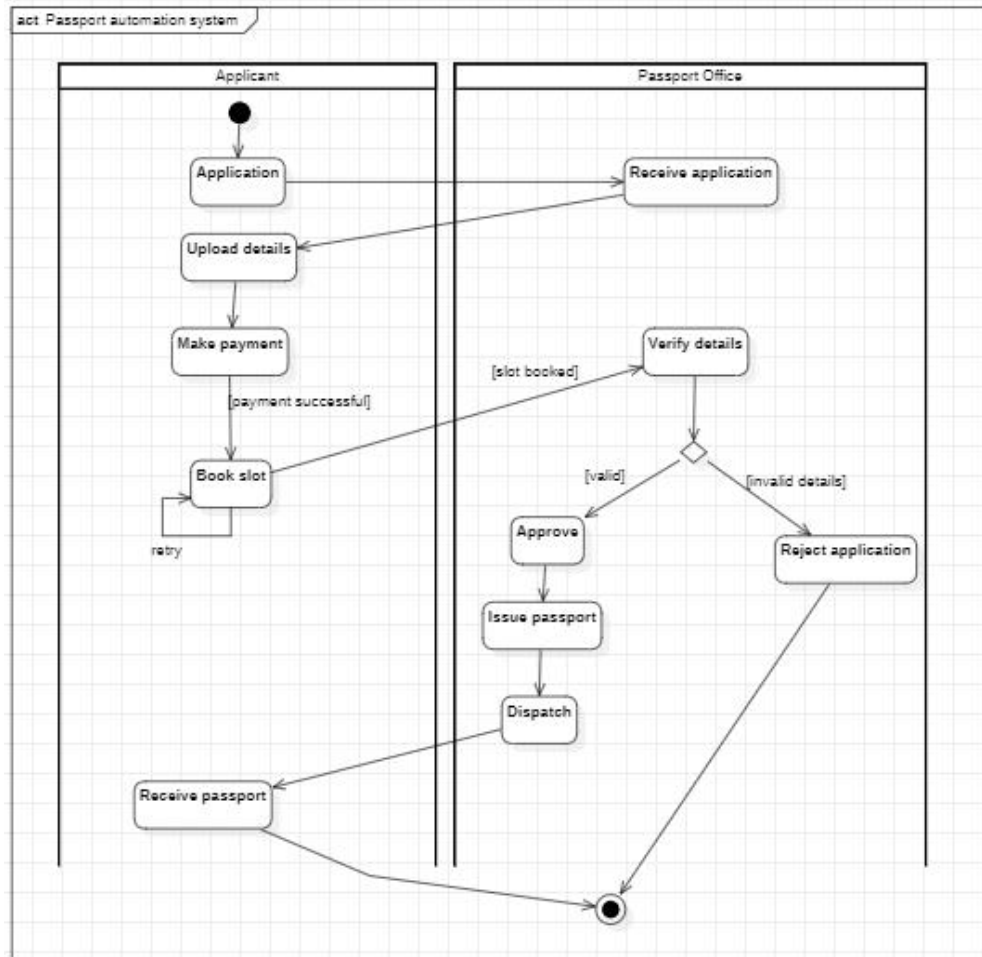 act Passport automation system
Applicant
Passport Office
Application
Receive application
Upload details
Make payment
Verify details
[slot booked]
[payment successful]
Book slot
[valid]
[invalid details]
retry
Approve
Reject application
Issue passport
Dispatch
Receive passport